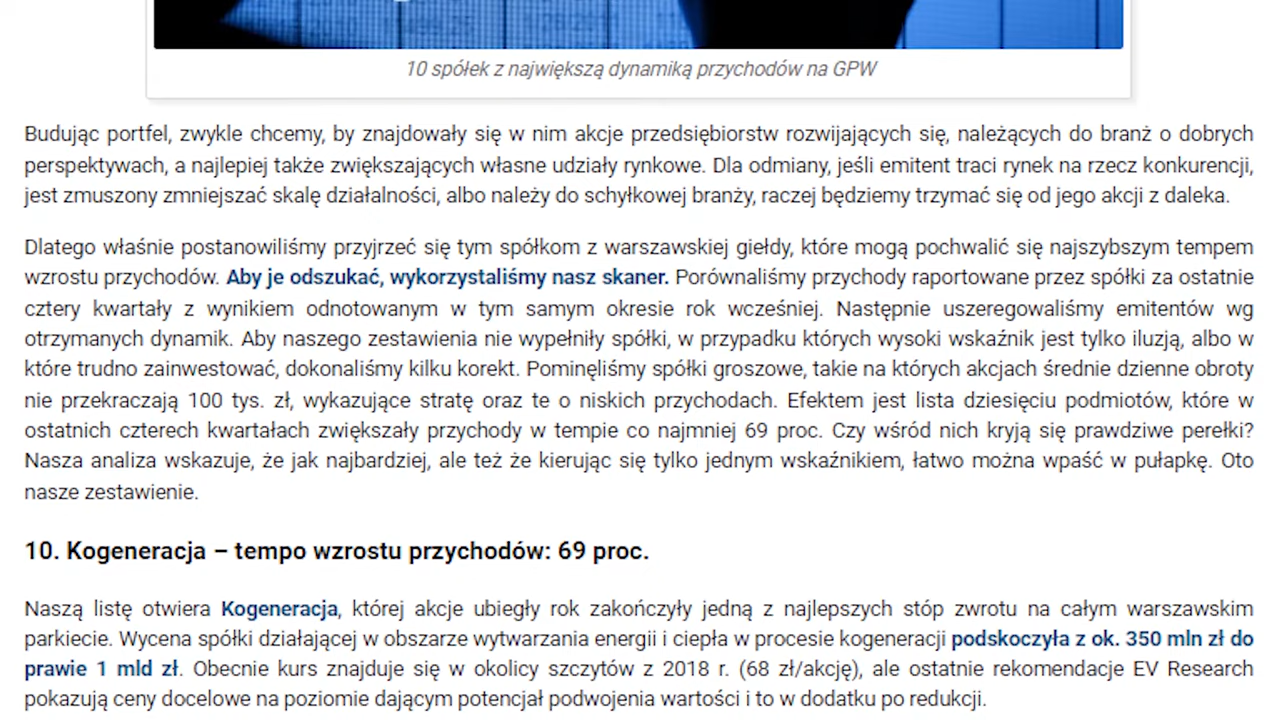 10 spółek z największą dynamiką przychodów na GPW
Budując portfel, zwykle chcemy, by znajdowały się w nim akcje przedsiębiorstw rozwijających się, należących do branż o dobrych
perspektywach, a najlepiej także zwiększających własne udziały rynkowe. Dla odmiany, jeśli emitent traci rynek na rzecz konkurencji,
jest zmuszony zmniejszać skalę działalności, albo należy do schyłkowej branży, raczej będziemy trzymać się od jego akcji z daleka.
Dlatego właśnie postanowiliśmy przyjrzeć się tym spółkom z warszawskiej giełdy, które mogą pochwalić się najszybszym tempem
wzrostu przychodów. Aby je odszukać, wykorzystaliśmy nasz skaner. Porównaliśmy przychody raportowane przez spółki za ostatnie
cztery kwartały z wynikiem odnotowanym w tym samym okresie rok wcześniej. Następnie uszeregowaliśmy emitentów wg
otrzymanych dynamik. Aby naszego zestawienia nie wypełniły spółki, w przypadku których wysoki wskaźnik jest tylko iluzją, albo w
które trudno zainwestować, dokonaliśmy kilku korekt. Pominęliśmy spółki groszowe, takie na których akcjach średnie dzienne obroty
nie przekraczają 100 tys. zł, wykazujące stratę oraz te o niskich przychodach. Efektem jest lista dziesięciu podmiotów, które w
ostatnich czterech kwartałach zwiększały przychody w tempie co najmniej 69 proc. Czy wśród nich kryją się prawdziwe perełki?
Nasza analiza wskazuje, że jak najbardziej, ale też że kierując się tylko jednym wskaźnikiem, łatwo można wpaść w pułapkę. Oto
nasze zestawienie.
10. Kogeneracja – tempo wzrostu przychodów: 69 proc.
Naszą listę otwiera Kogeneracja, której akcje ubiegły rok zakończyły jedną z najlepszych stóp zwrotu na całym warszawskim
parkiecie. Wycena spółki działającej w obszarze wytwarzania energii i ciepła w procesie kogeneracji podskoczyła z ok. 350 mln zł do
prawie 1 mld zł. Obecnie kurs znajduje się w okolicy szczytów z 2018 r. (68 zł/akcję), ale ostatnie rekomendacje EV Research
pokazują ceny docelowe na poziomie dającym potencjał podwojenia wartości i to w dodatku po redukcji.